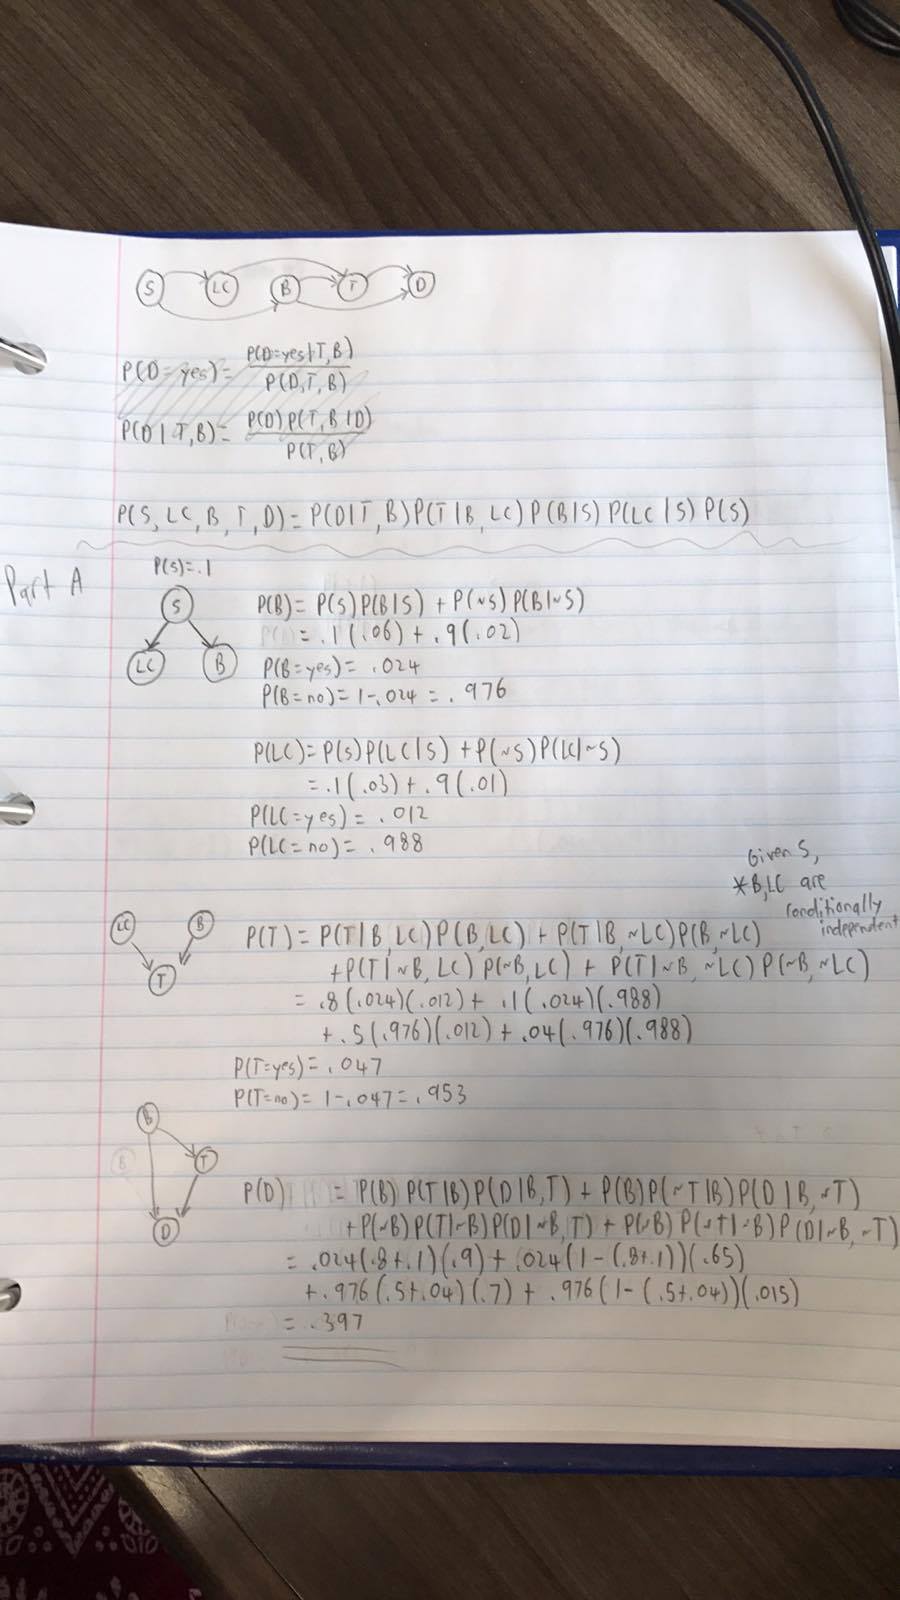 S LC B T D
P(D=yes)= P(D=yes|T,B) / P(D,T,B)
P(D|T,B)= P(D)P(T,B|D) / P(T,B)
P(S,LC,B,T,D)=P(D|T,B)P(T|B,LC)P(B|S)P(LC|S)P(S)
Part A
P(s)=.1
S
LC B
P(B)= P(S)P(B|S) + P(~S)P(B|~S)
= .1(.06) + .9(.02)
P(B=yes)= .024
P(B=no)=1-.024 = .976
P(LC)= P(S)P(LC|S) +P(~S)P(LC|~S)
=.1(.03)+.9(.01)
P(LC=yes)= .012
P(LC=no)= .988
Given S,
*B,LC are
conditionally
independent
LC B
T
P(T)= P(T|B,LC)P(B,LC) + P(T|B,~LC)P(B,~LC)
+P(T|~B,LC) P(~B,LC) + P(T|~B,~LC)P(~B,~LC)
= .8(.024)(.012)+ .1(.024)(.988)
+.5(.976)(.012)+.04(.976)(.988)
P(T=yes)=.047
P(T=no)= 1-.047=.953
B
B
T
D
P(D) = P(B)P(T|B)P(D|B,T) + P(B)P(~T|B)P(D|B,~T)
+P(~B)P(T|~B)P(D|~B,T) + P(~B)P(~T|~B)P(D|~B,~T)
= .024(.8+.1)(.9)+.024(1-(.8+.1))(.65)
+.976(.5+.04)(.7)+.976(1-(.5+.04))(.015)
= .397